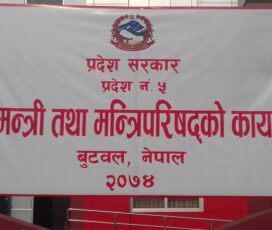 प्रदेश सरकार
प्रदेश नं. ५
मन्त्री तथा मन्त्रिपरिषद्को काय
बुटवल, नेपाल
२०७४